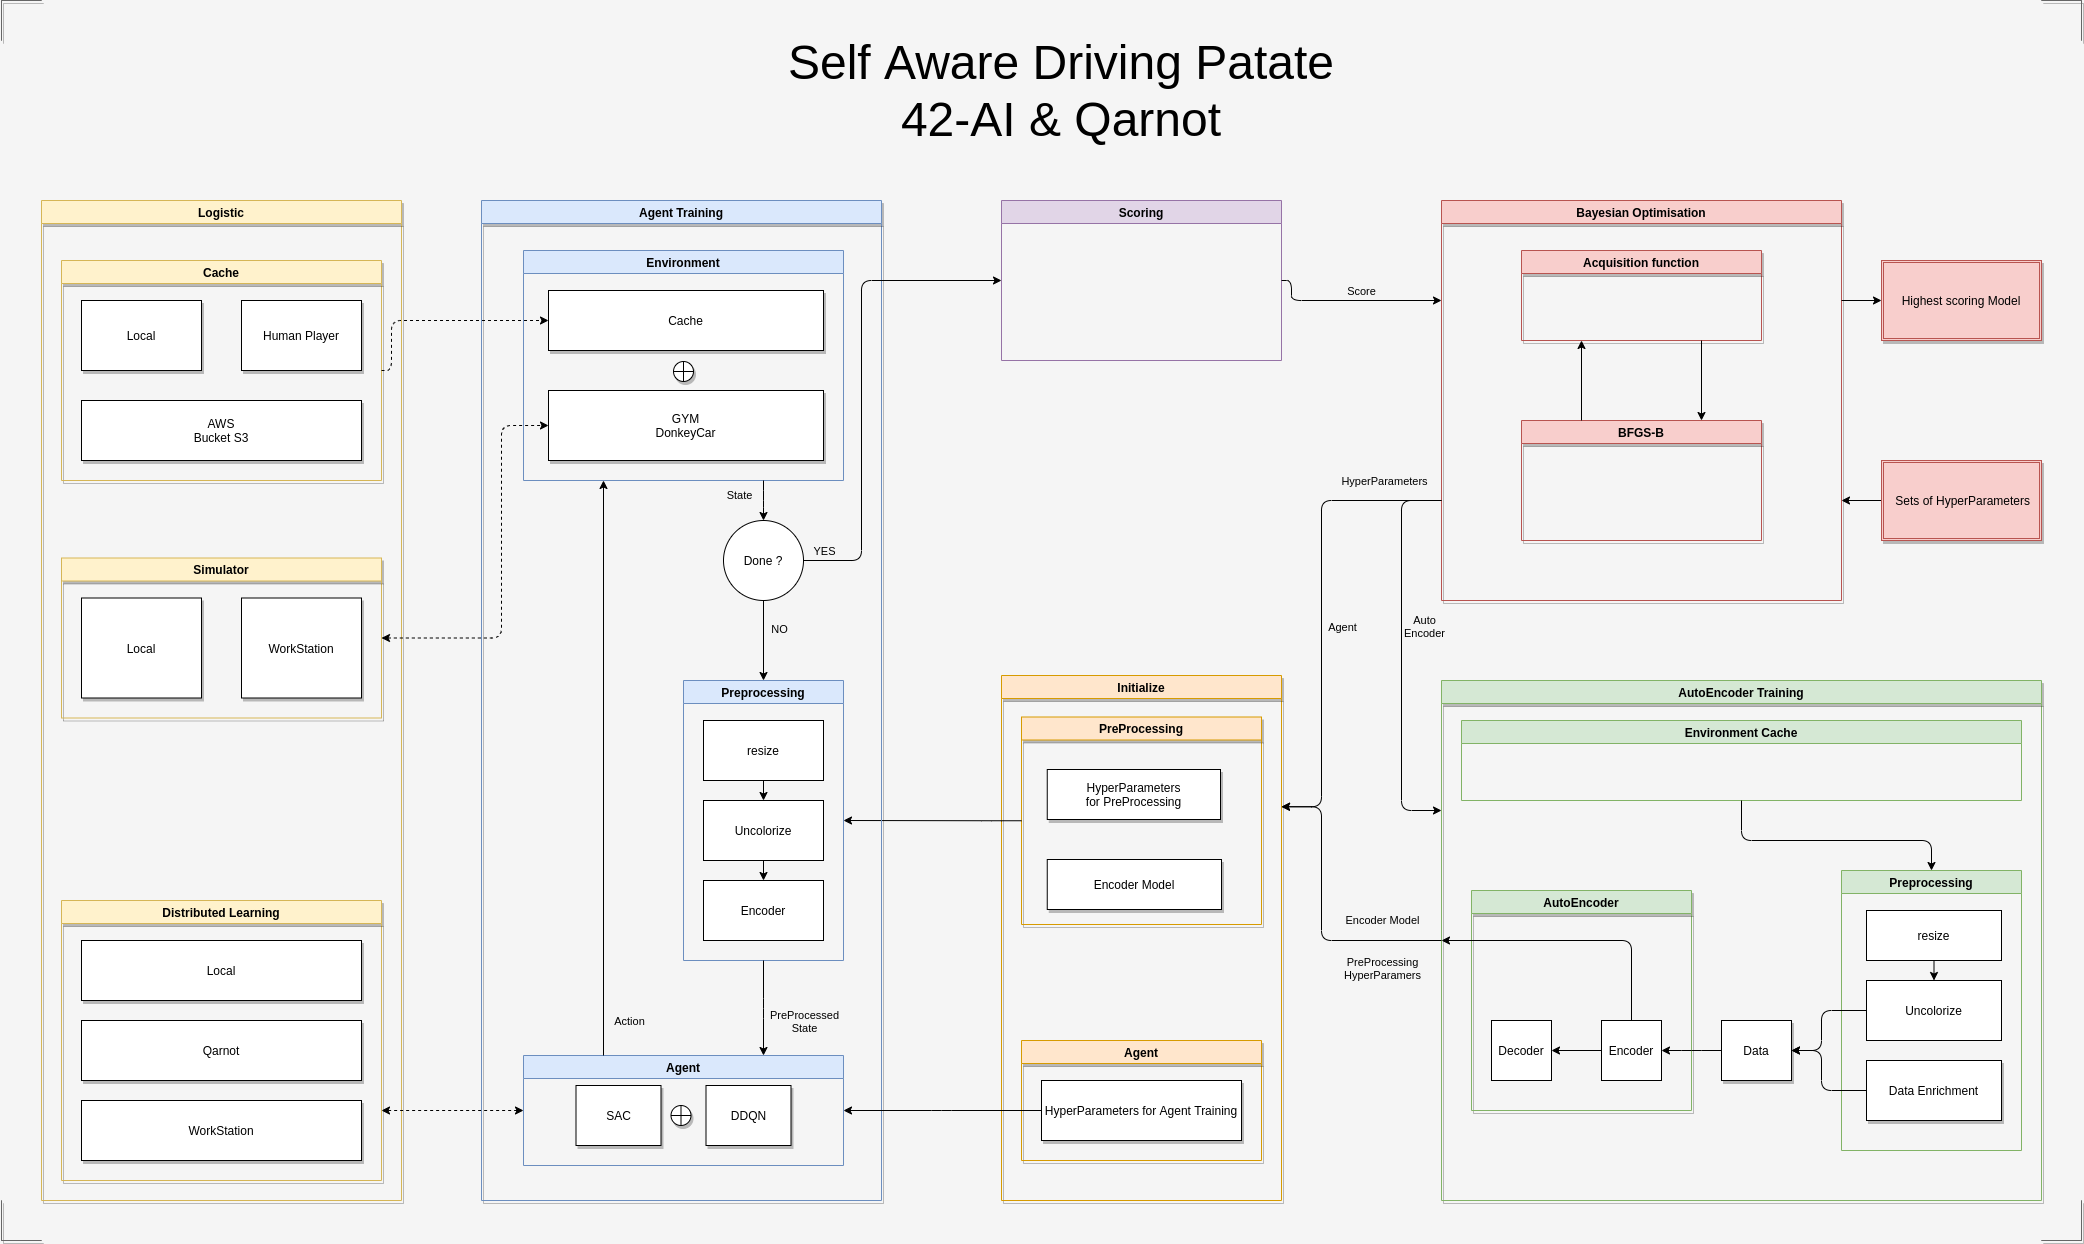 Self Aware Driving Patate
42-AI & Qarnot
Logistic
Cache
Local
Human Player
AWS
Bucket S3
Simulator
Local
WorkStation
Distributed Learning
Local
Qarnot
WorkStation
Agent Training
Environment
Cache
GYM
DonkeyCar
State
Done ?
YES
NO
Preprocessing
resize
Uncolorize
Encoder
Action
PreProcessed
State
Agent
SAC
DDQN
Scoring
Score
Initialize
PreProcessing
HyperParameters
for PreProcessing
Encoder Model
Agent
HyperParameters for Agent Training
Bayesian Optimisation
Acquisition function
BFGS-B
Highest scoring Model
Sets of HyperParameters
HyperParameters
Agent
Auto
Encoder
Encoder Model
PreProcessing
HyperParamers
AutoEncoder Training
Environment Cache
AutoEncoder
Decoder
Encoder
Data
Preprocessing
resize
Uncolorize
Data Enrichment